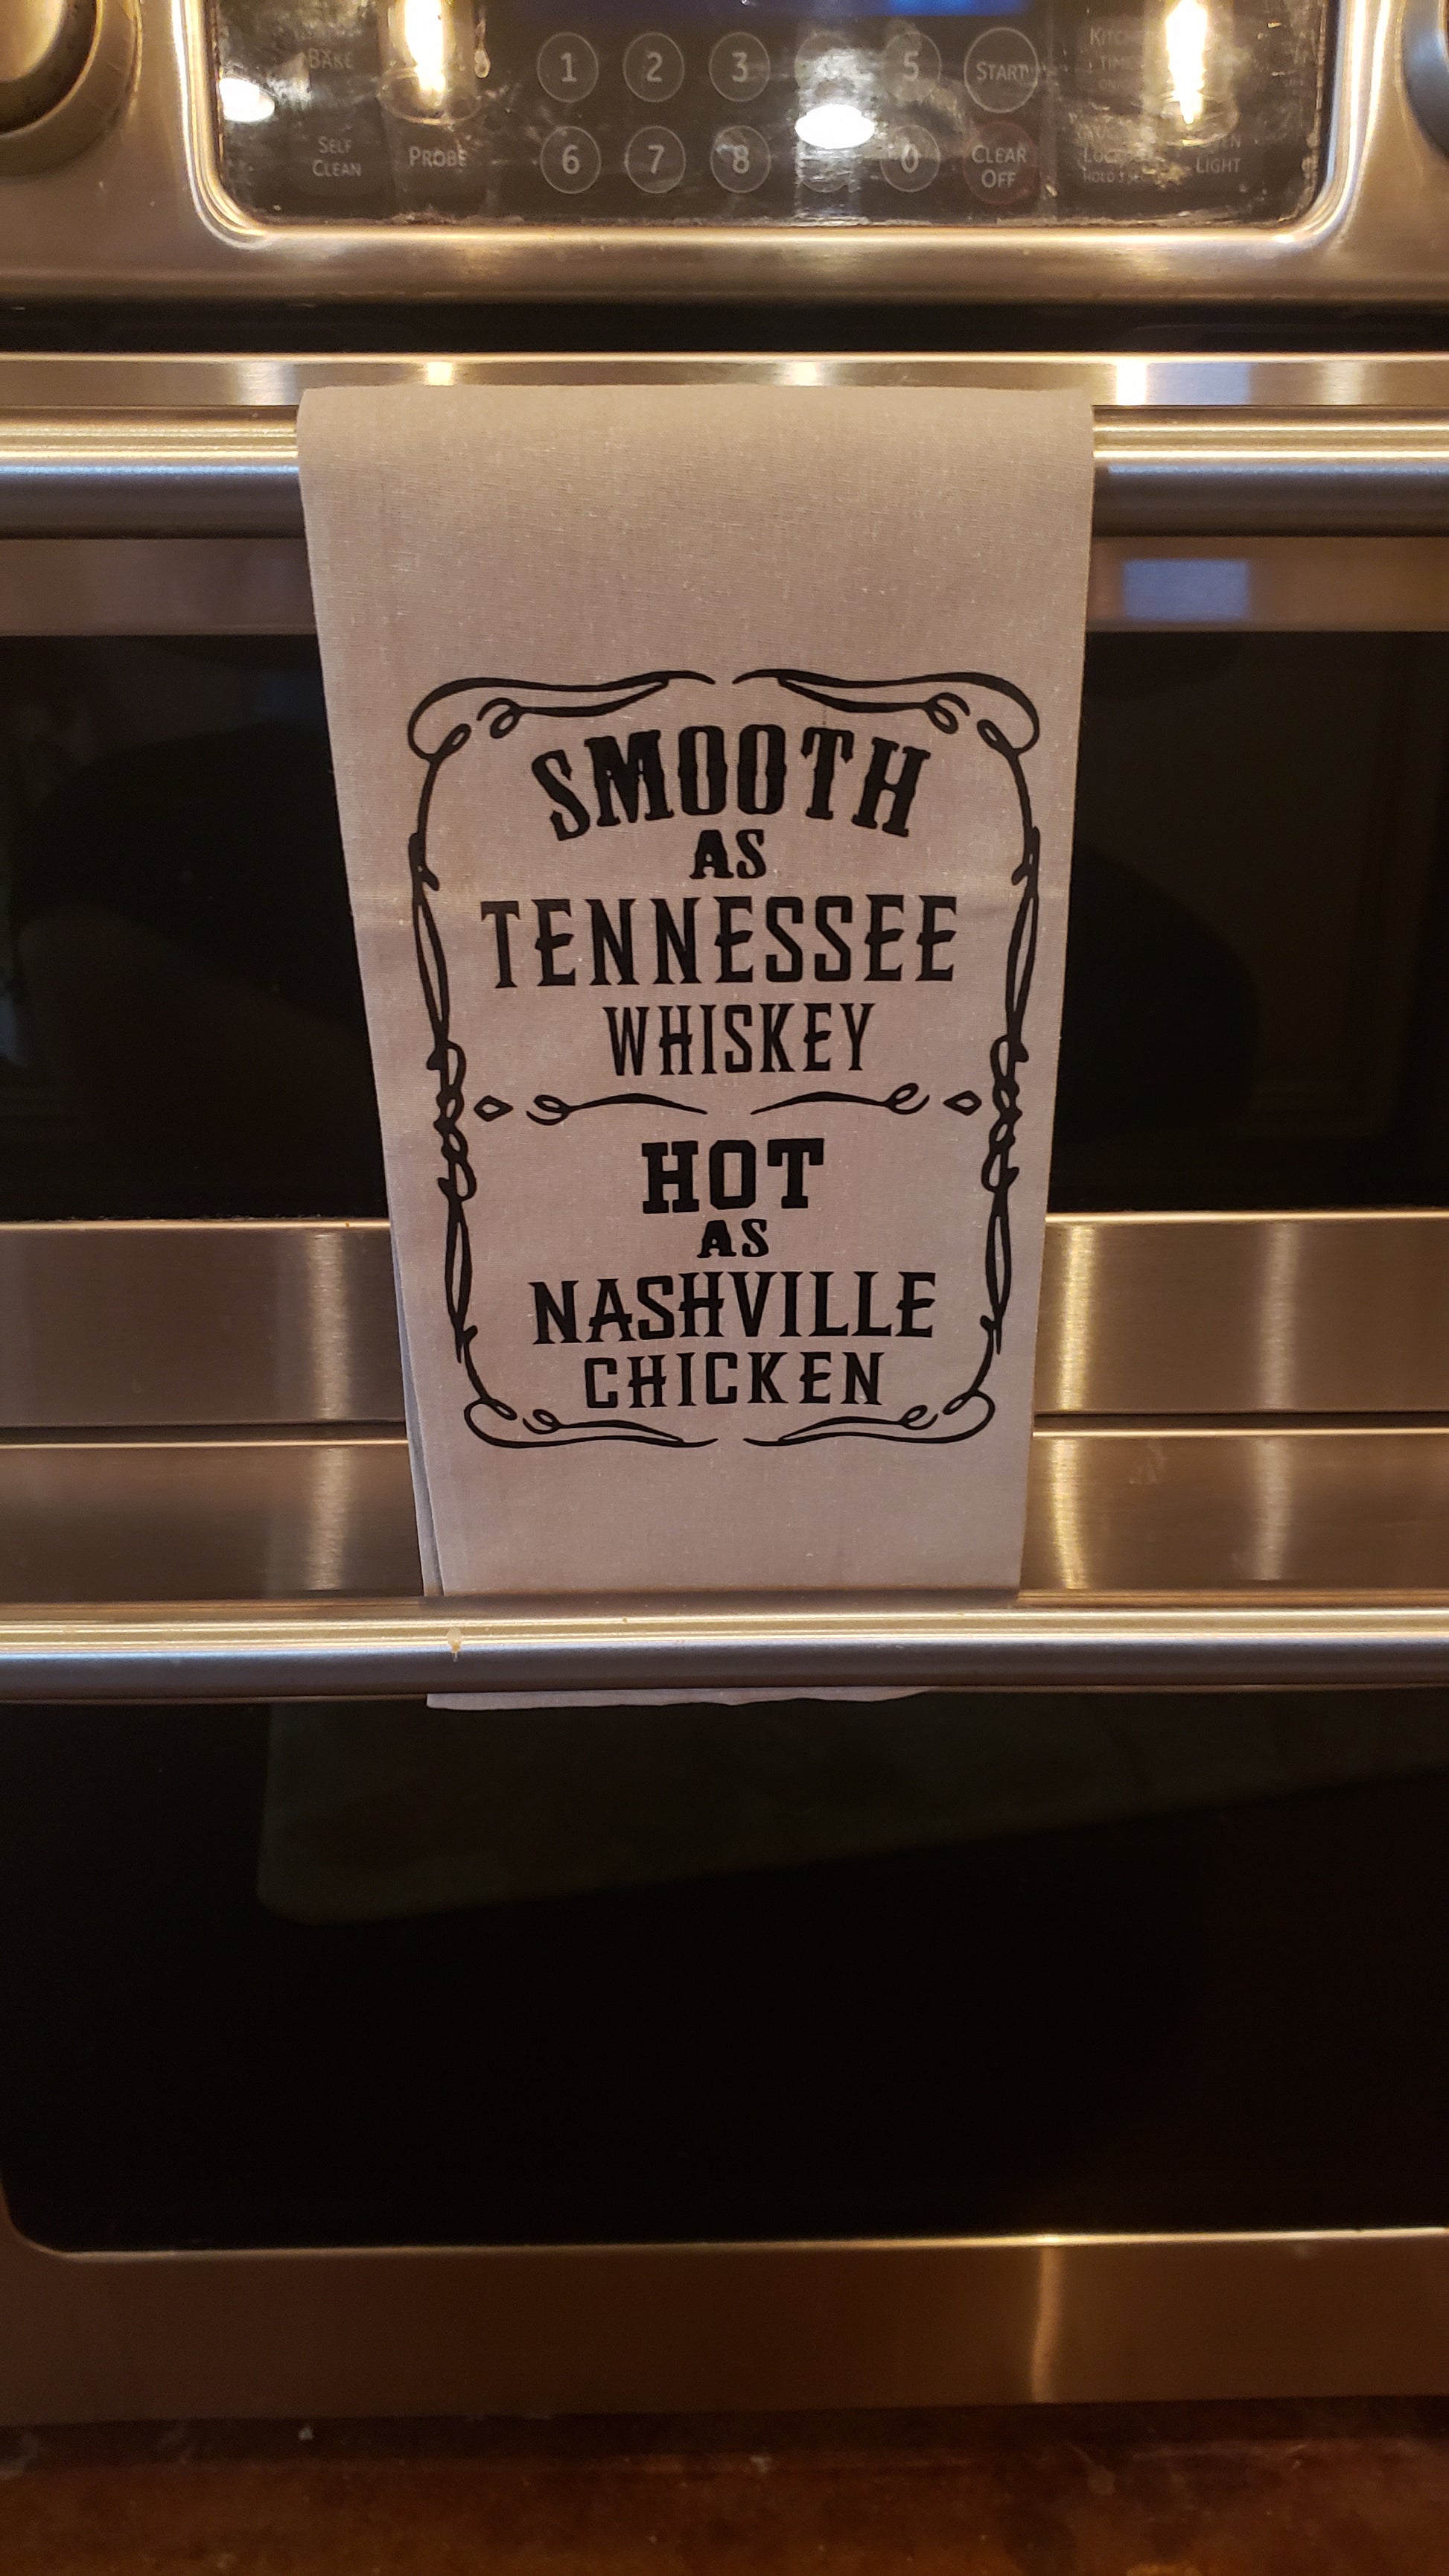 BAKE
1 2 3 5 START
SELF
CLEAN
PROBE
6 7 8 0 CLEAR
OFF
LIGHT
SMOOTH
AS
TENNESSEE
WHISKEY
HOT
AS
NASHVILLE
CHICKEN